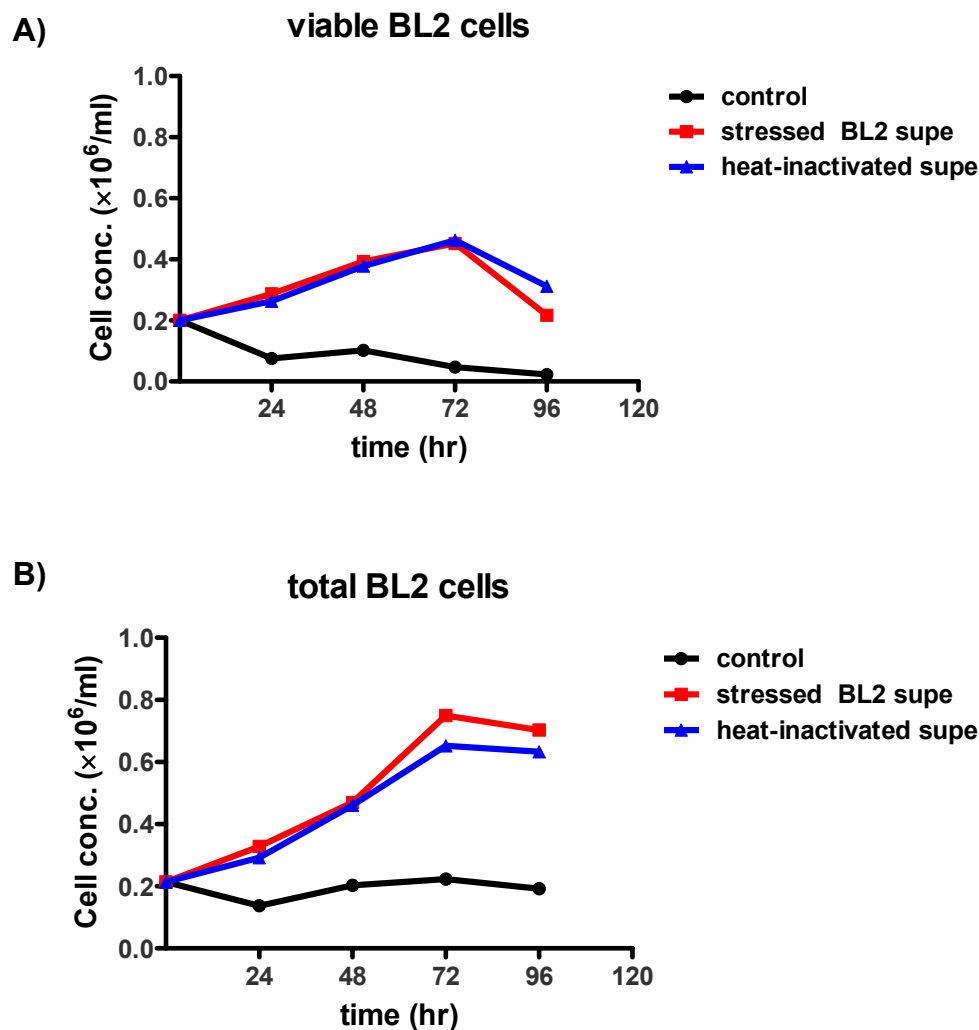 A)
viable BL2 cells
1.0
0.8
0.6
0.4
0.2
0.0
Cell conc. (×10⁶/ml)
24 48 72 96 120
time (hr)
control
stressed BL2 supe
heat-inactivated supe
B)
total BL2 cells
1.0
0.8
0.6
0.4
0.2
0.0
Cell conc. (×10⁶/ml)
24 48 72 96 120
time (hr)
control
stressed BL2 supe
heat-inactivated supe